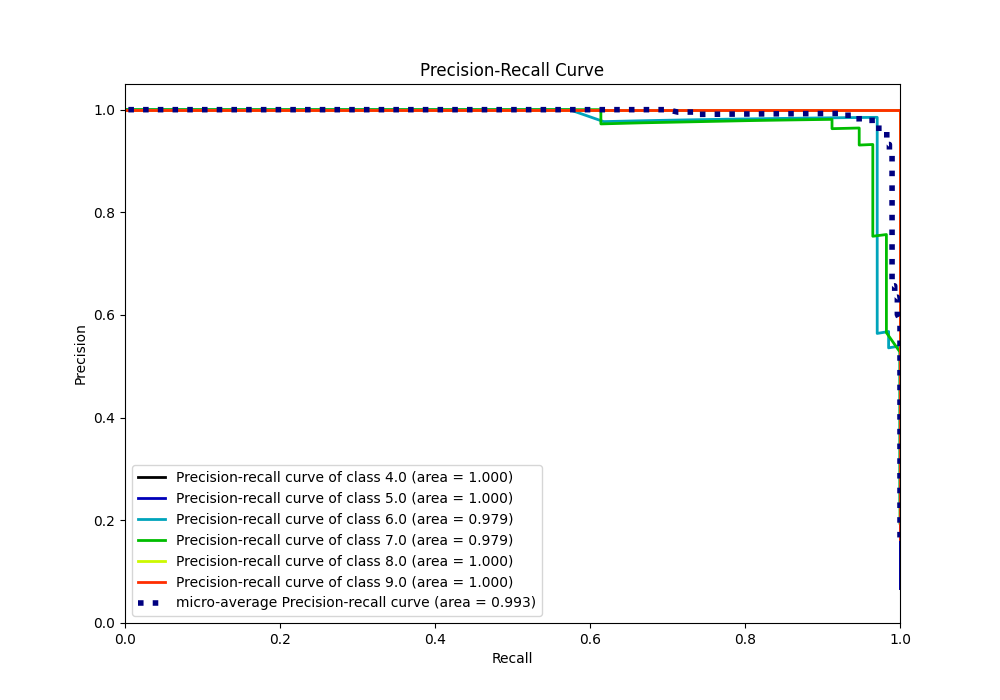 Precision-Recall Curve
1.0
0.8
0.6
0.4
0.2
0.0
Precision
Precision-recall curve of class 4.0 (area = 1.000)
Precision-recall curve of class 5.0 (area = 1.000)
Precision-recall curve of class 6.0 (area = 0.979)
Precision-recall curve of class 7.0 (area = 0.979)
Precision-recall curve of class 8.0 (area = 1.000)
Precision-recall curve of class 9.0 (area = 1.000)
micro-average Precision-recall curve (area = 0.993)
0.0 0.2 0.4 0.6 0.8 1.0
Recall